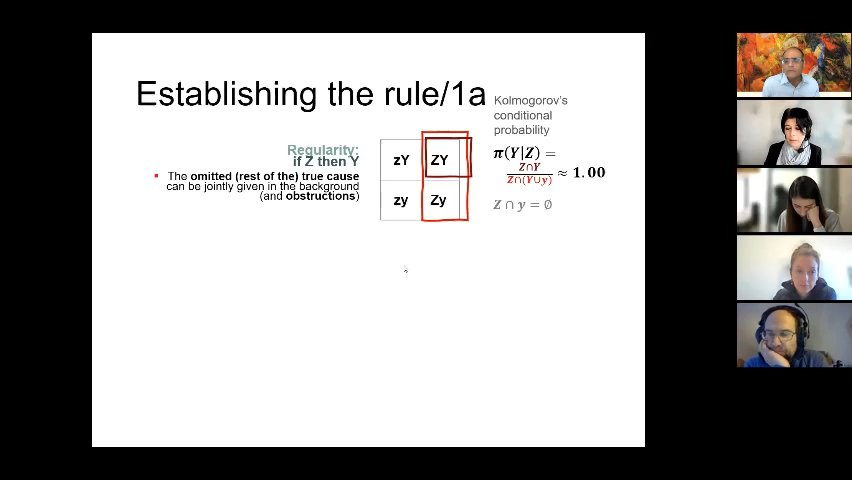 Establishing the rule/1a
Kolmogorov's
conditional
probability
Regularity:
if Z then Y
▪ The omitted (rest of the) true cause
can be jointly given in the background
(and obstructions)
zY ZY
zy Zy
π(Y|Z) =
Z∩Y
Z∩(Y∪y)
≈ 1.00
Z ∩ y = ∅